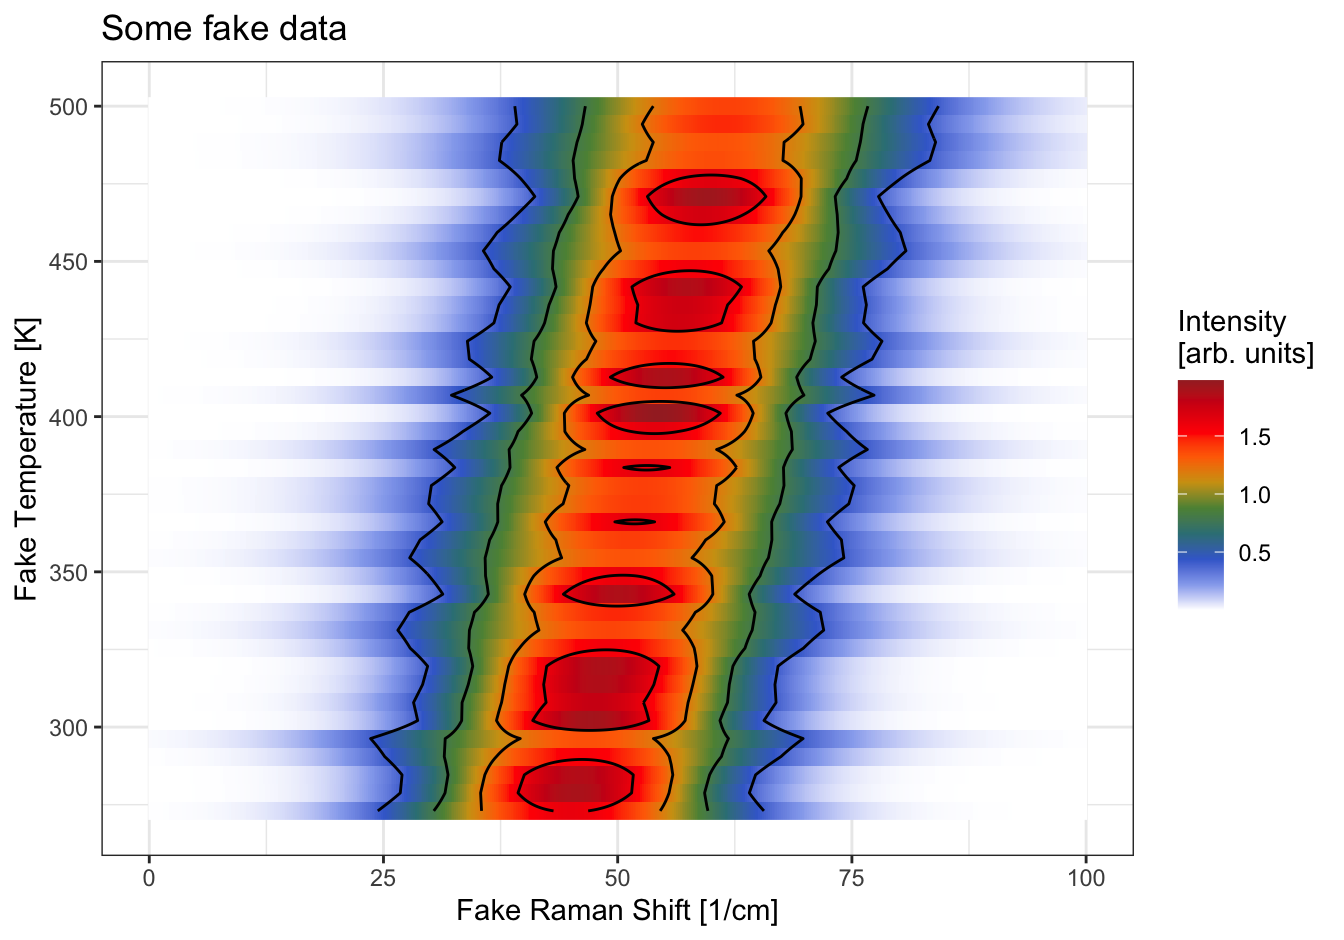 Some fake data
500
450
400
350
300
Fake Temperature [K]
0
25
50
75
100
Fake Raman Shift [1/cm]
Intensity
[arb. units]
1.5
1.0
0.5